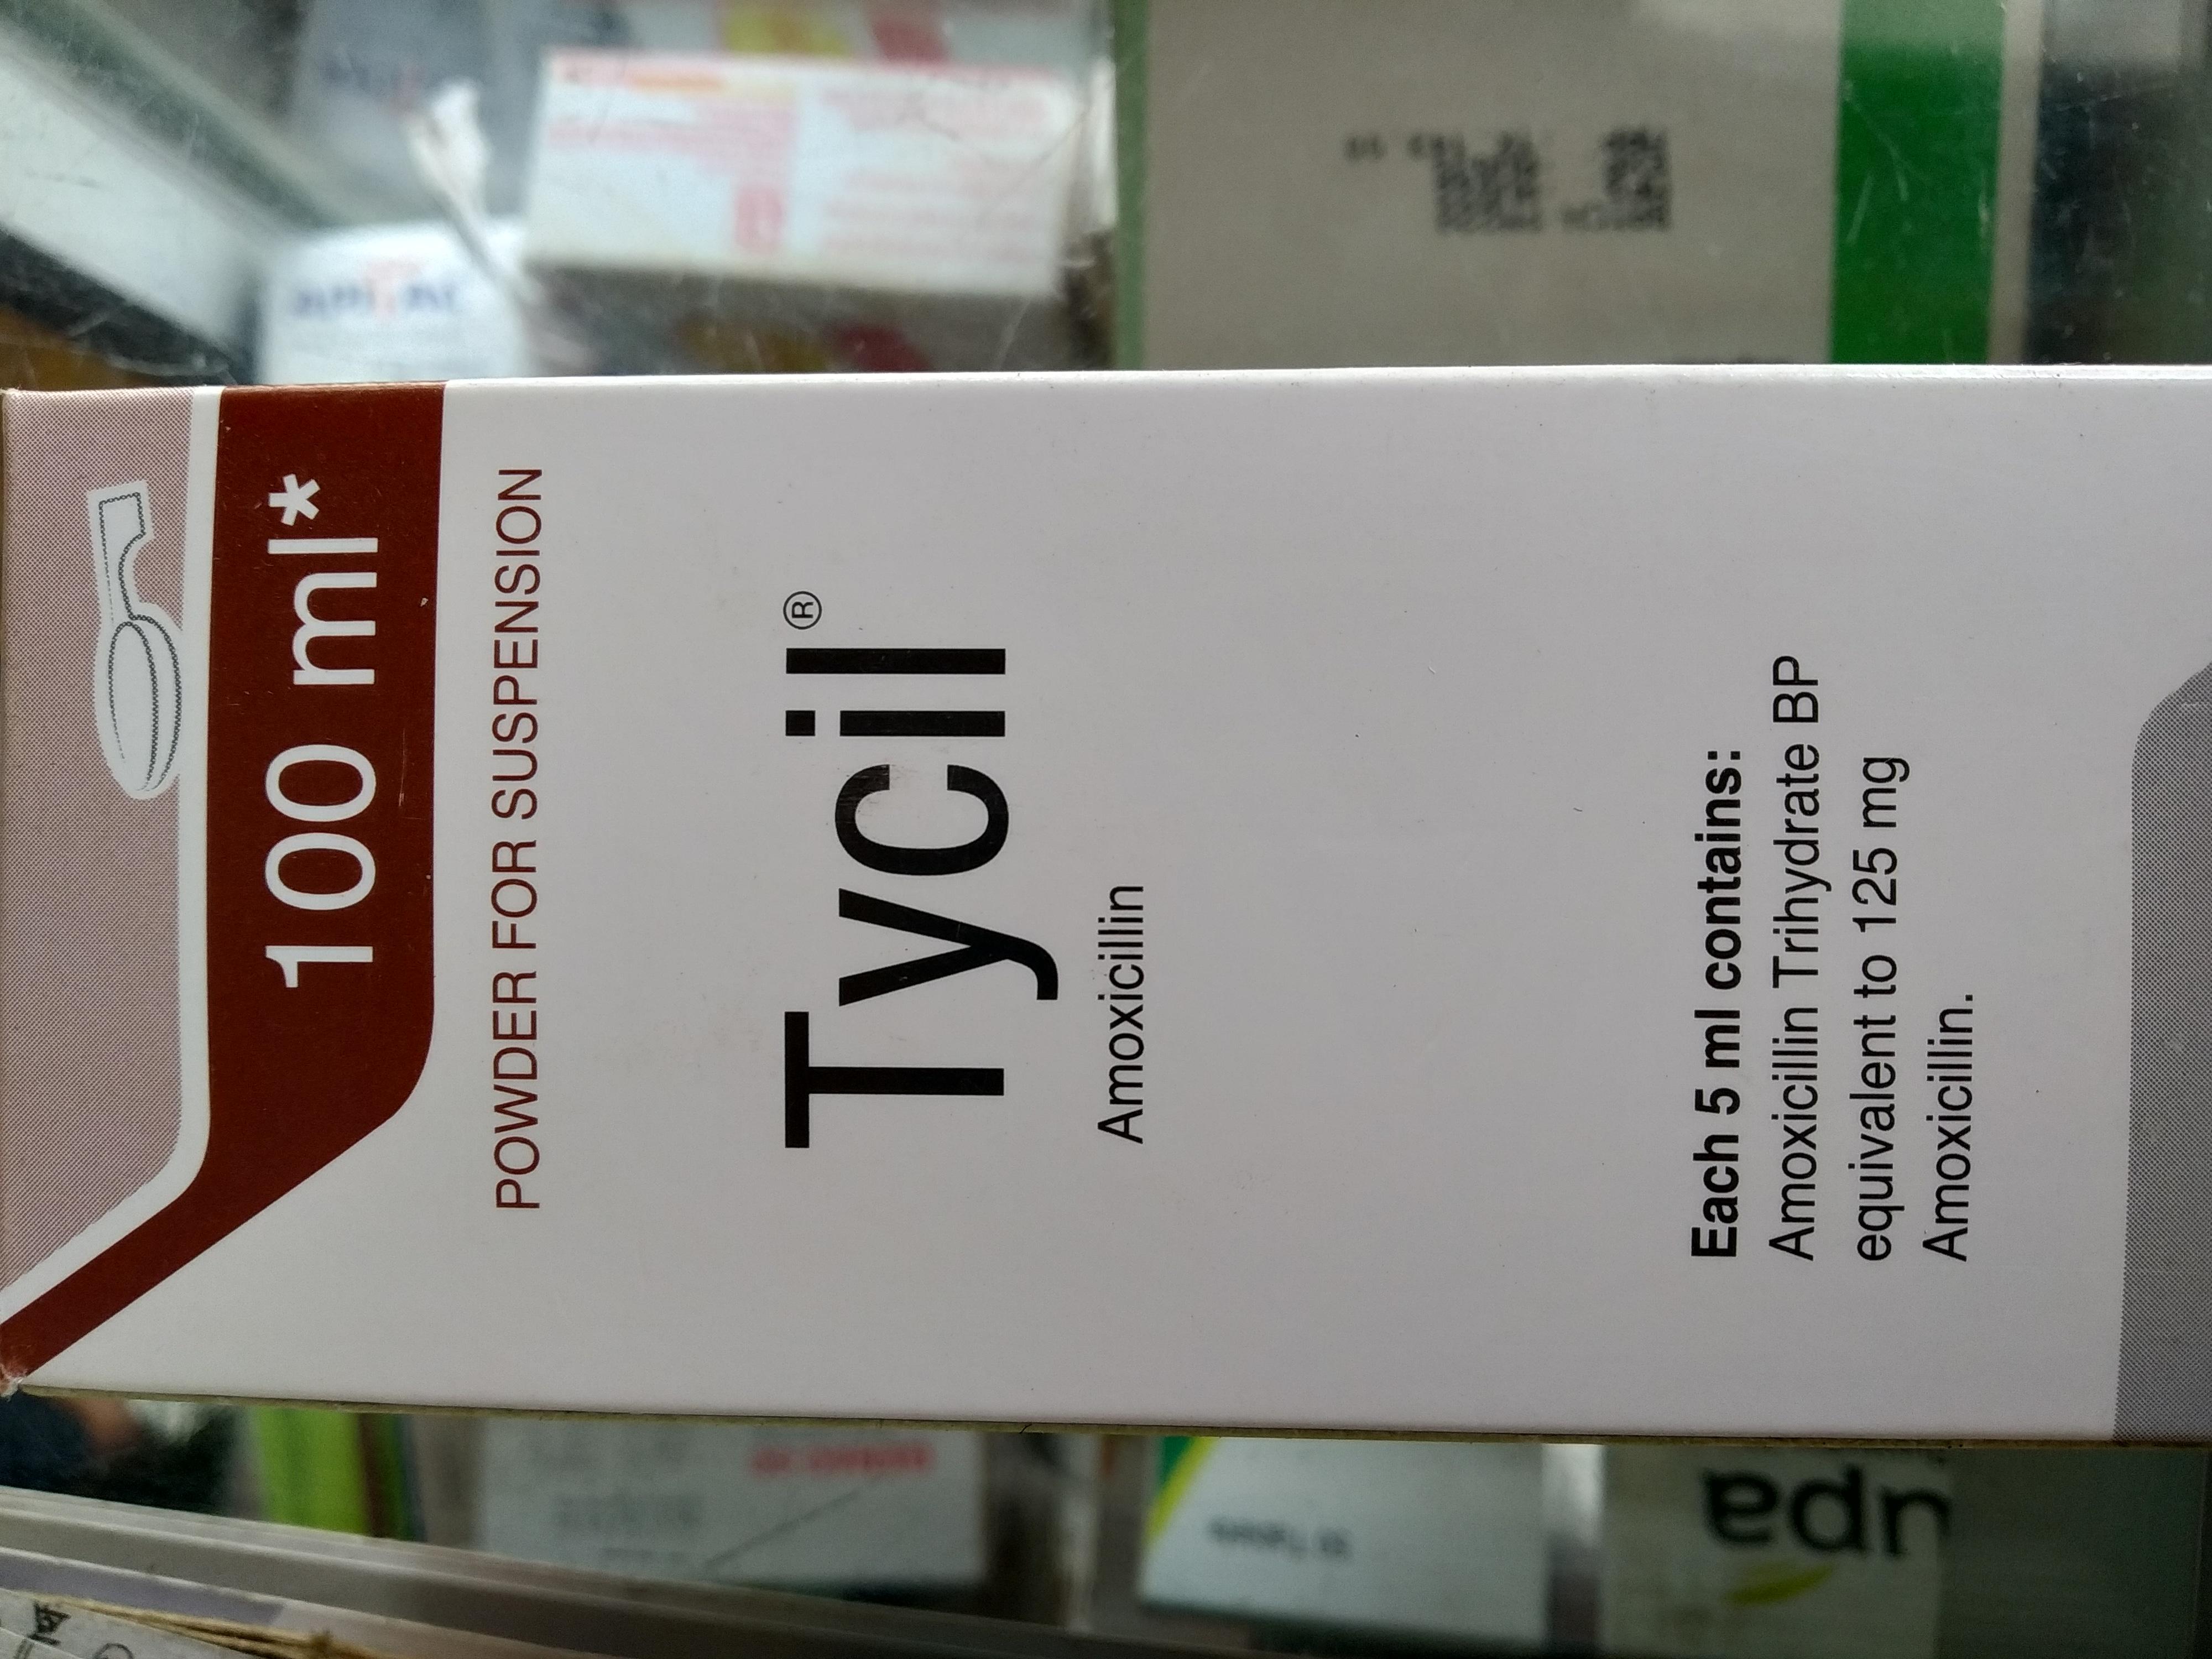 100 ml*
POWDER FOR SUSPENSION
Tycil®
Amoxicillin
Each 5 ml contains:
Amoxicillin Trihydrate BP
equivalent to 125 mg
Amoxicillin.
upa